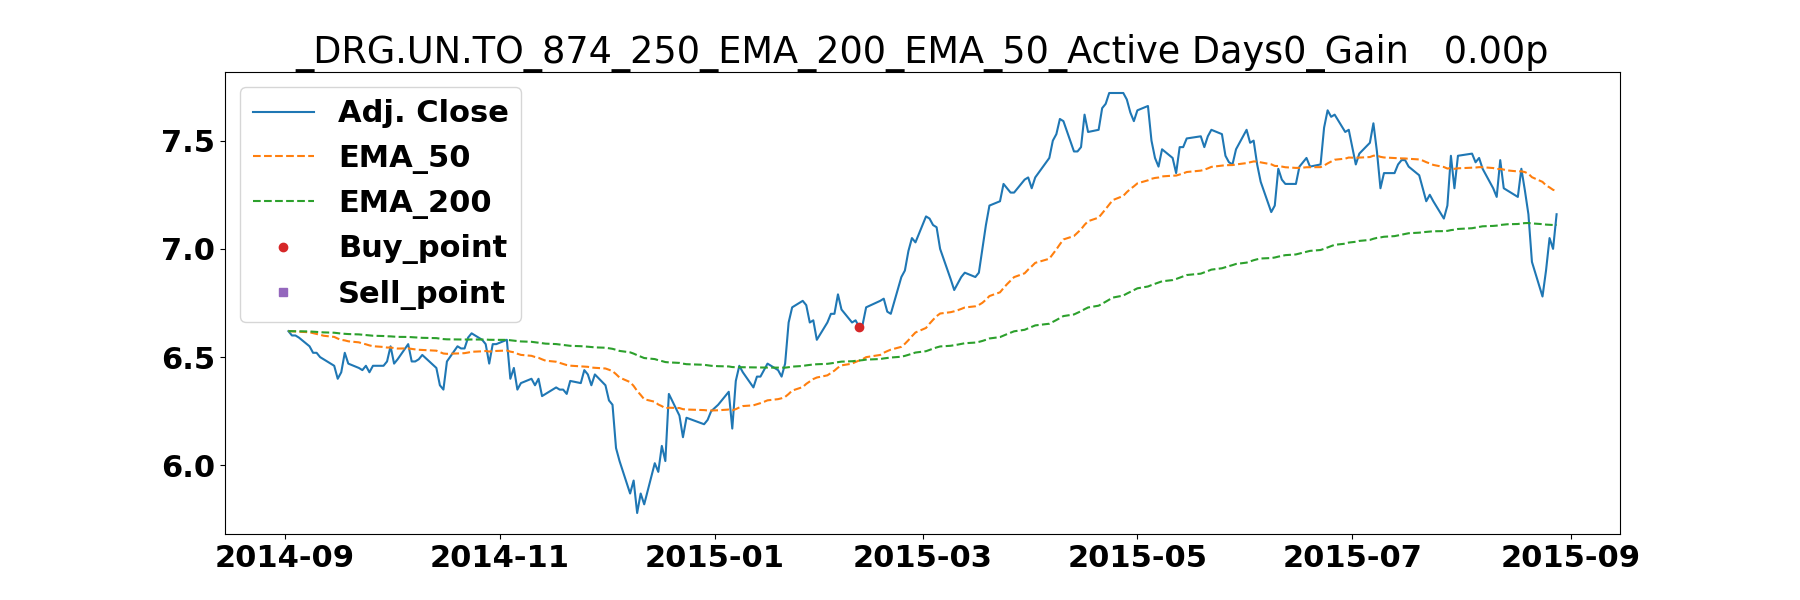 _DRG.UN.TO_874_250_EMA_200_EMA_50_Active Days0_Gain   0.00p
Adj. Close
EMA_50
EMA_200
Buy_point
Sell_point
7.5
7.0
6.5
6.0
2014-09 2014-11 2015-01 2015-03 2015-05 2015-07 2015-09